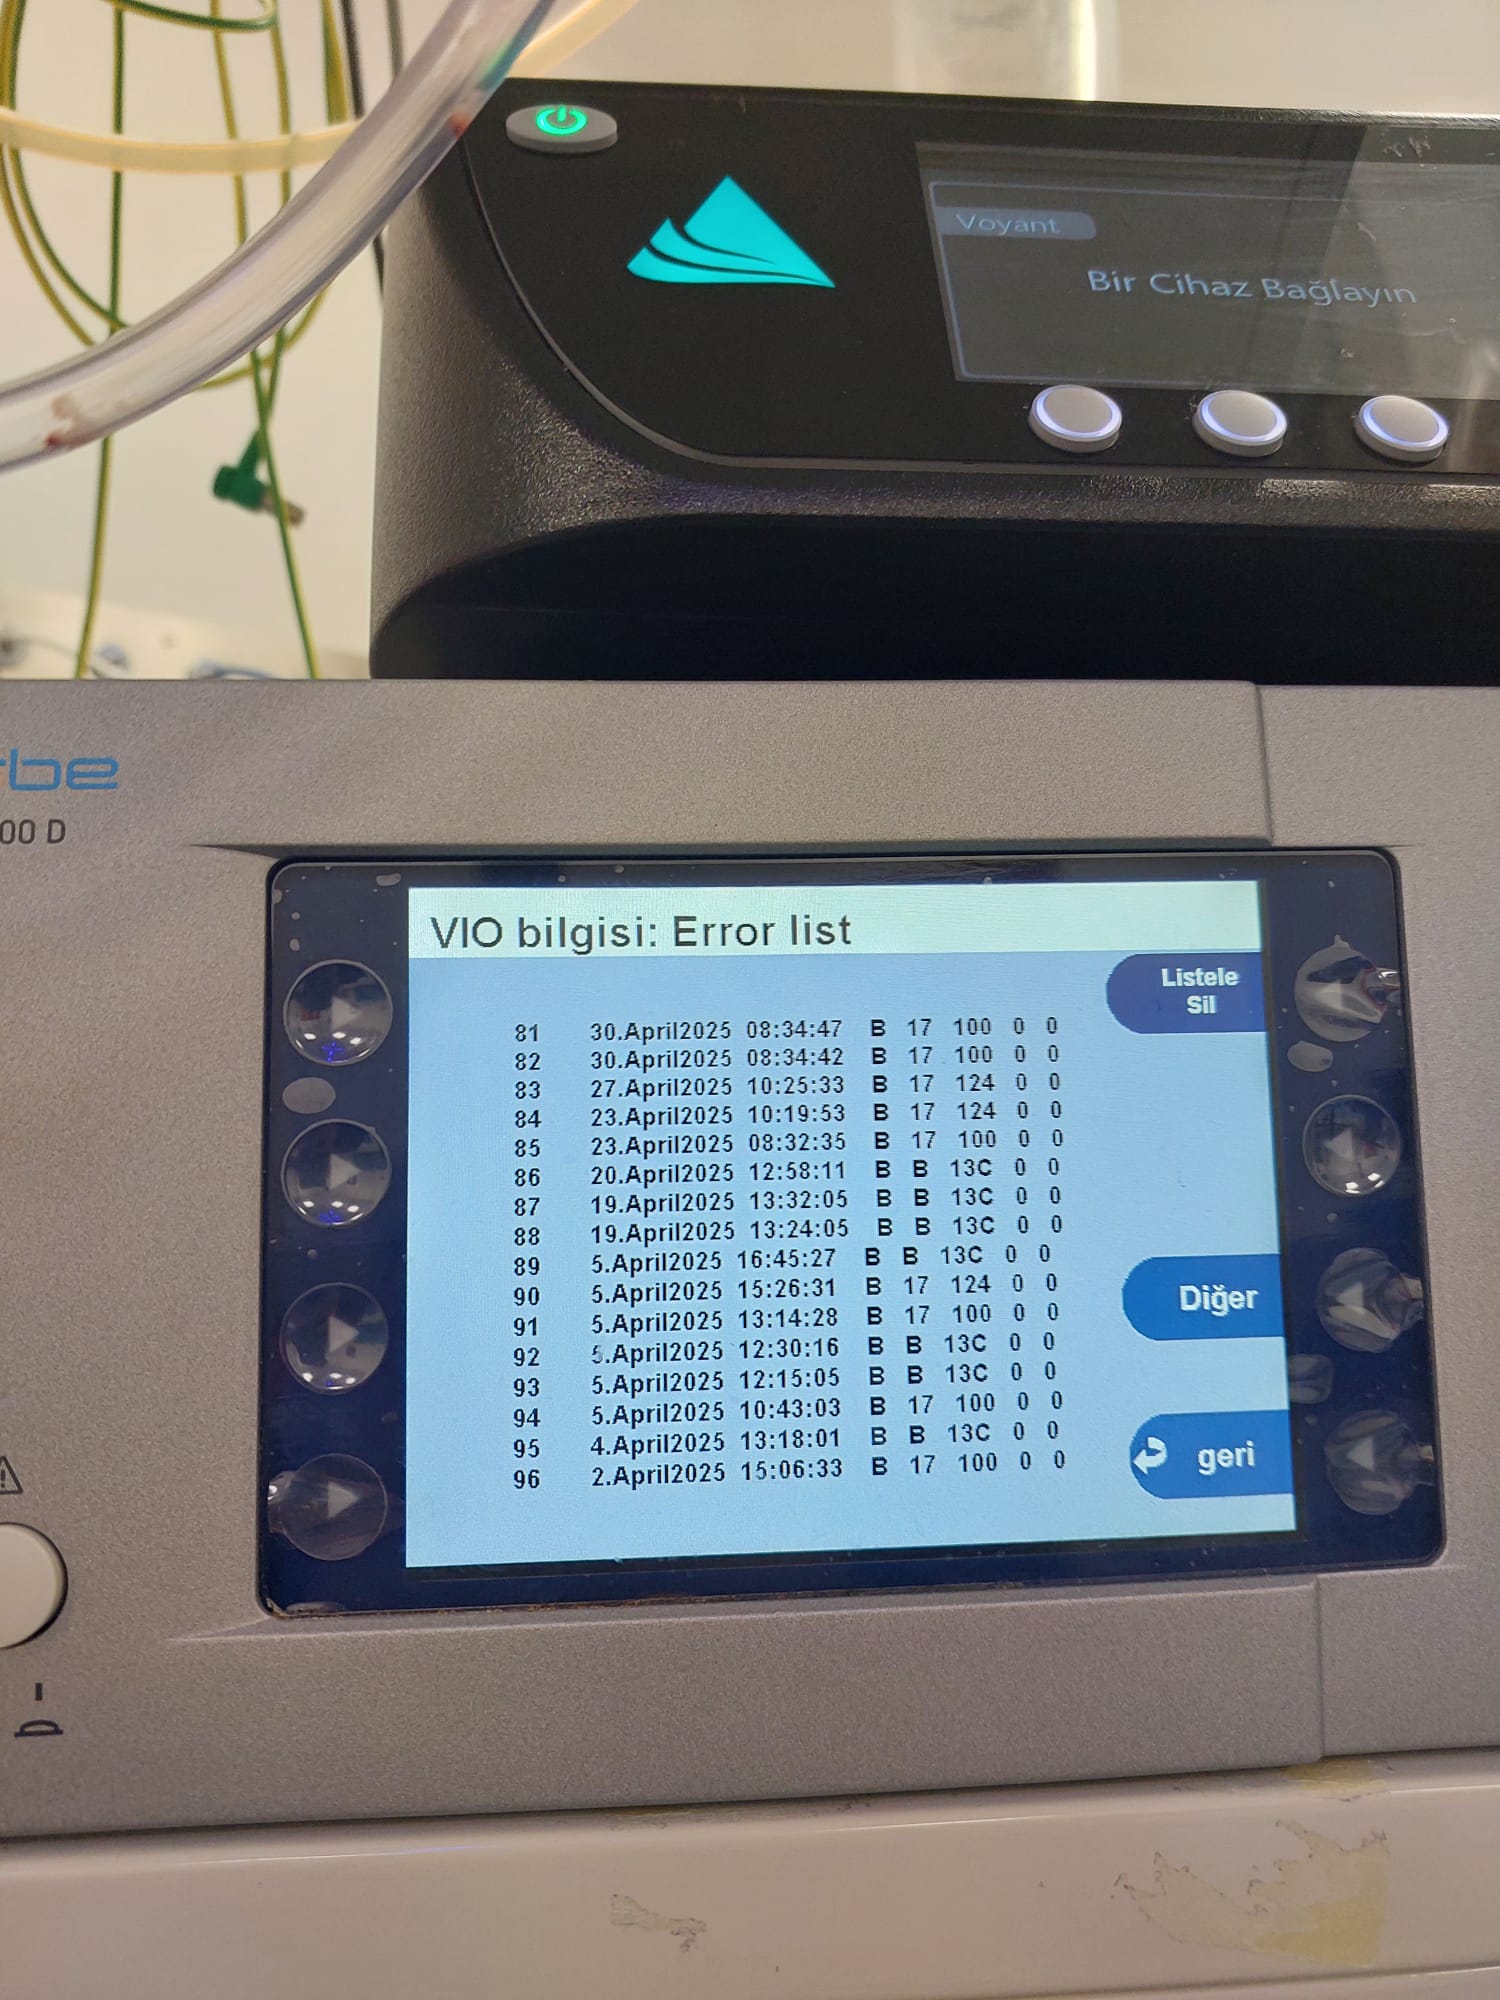 Voyant
Bir Cihaz Bağlayın
rbe
00 D
VIO bilgisi: Error list
Listele
Sil
81 30.April2025 08:34:47 B 17 100 0 0
82 30.April2025 08:34:42 B 17 100 0 0
83 27.April2025 10:25:33 B 17 124 0 0
84 23.April2025 10:19:53 B 17 124 0 0
85 23.April2025 08:32:35 B 17 100 0 0
86 20.April2025 12:58:11 B B 13C 0 0
87 19.April2025 13:32:05 B B 13C 0 0
88 19.April2025 13:24:05 B B 13C 0 0
89 5.April2025 16:45:27 B B 13C 0 0
90 5.April2025 15:26:31 B 17 124 0 0
91 5.April2025 13:14:28 B 17 100 0 0
92 5.April2025 12:30:16 B B 13C 0 0
93 5.April2025 12:15:05 B B 13C 0 0
94 5.April2025 10:43:03 B 17 100 0 0
95 4.April2025 13:18:01 B B 13C 0 0
96 2.April2025 15:06:33 B 17 100 0 0
Diğer
geri